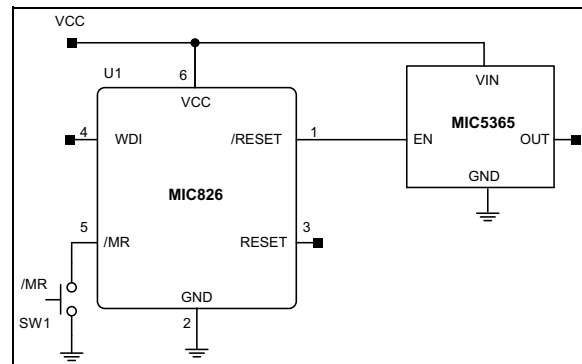 VCC
U1
6
VCC
VIN
4
WDI
/RESET
1
EN
MIC5365
OUT
GND
MIC826
5
/MR
RESET
3
/MR
SW1
GND
2